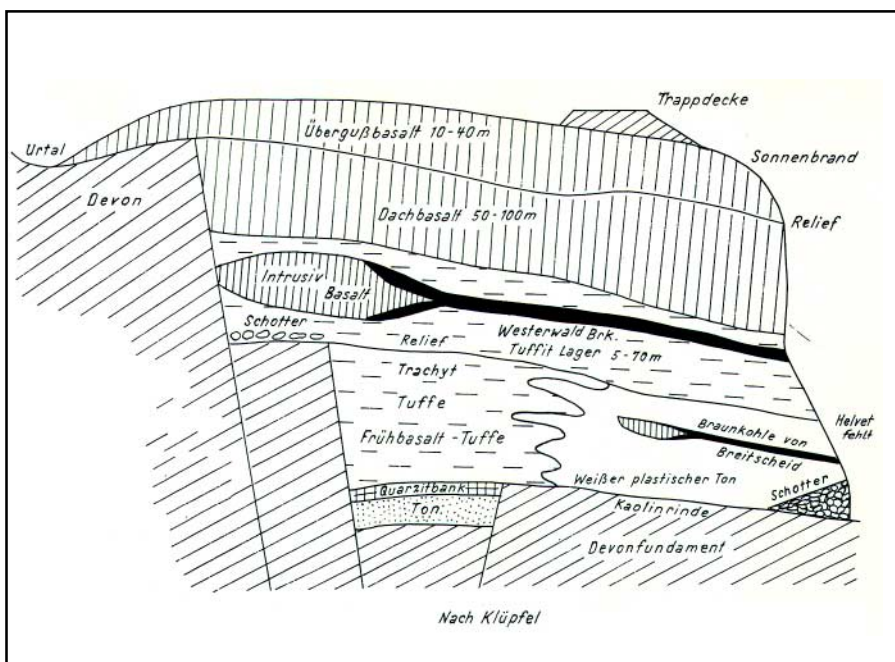 Trappdecke
Übergußbasalt 10-40m
Urtal
Sonnenbrand
Devon
Dachbasalt 50-100m
Relief
Intrusiv
Basalt
Schotter
Relief
Westerwald Brk.
Tuffit Lager 5-70m
Trachyt
Tuffe
Frühbasalt-Tuffe
Helvet
fehlt
Braunkohle von
Breitscheid
Weißer plastischer Ton
Schotter
Quarzitbank
Ton
Kaolinrinde
Devonfundament
Nach Klüpfel